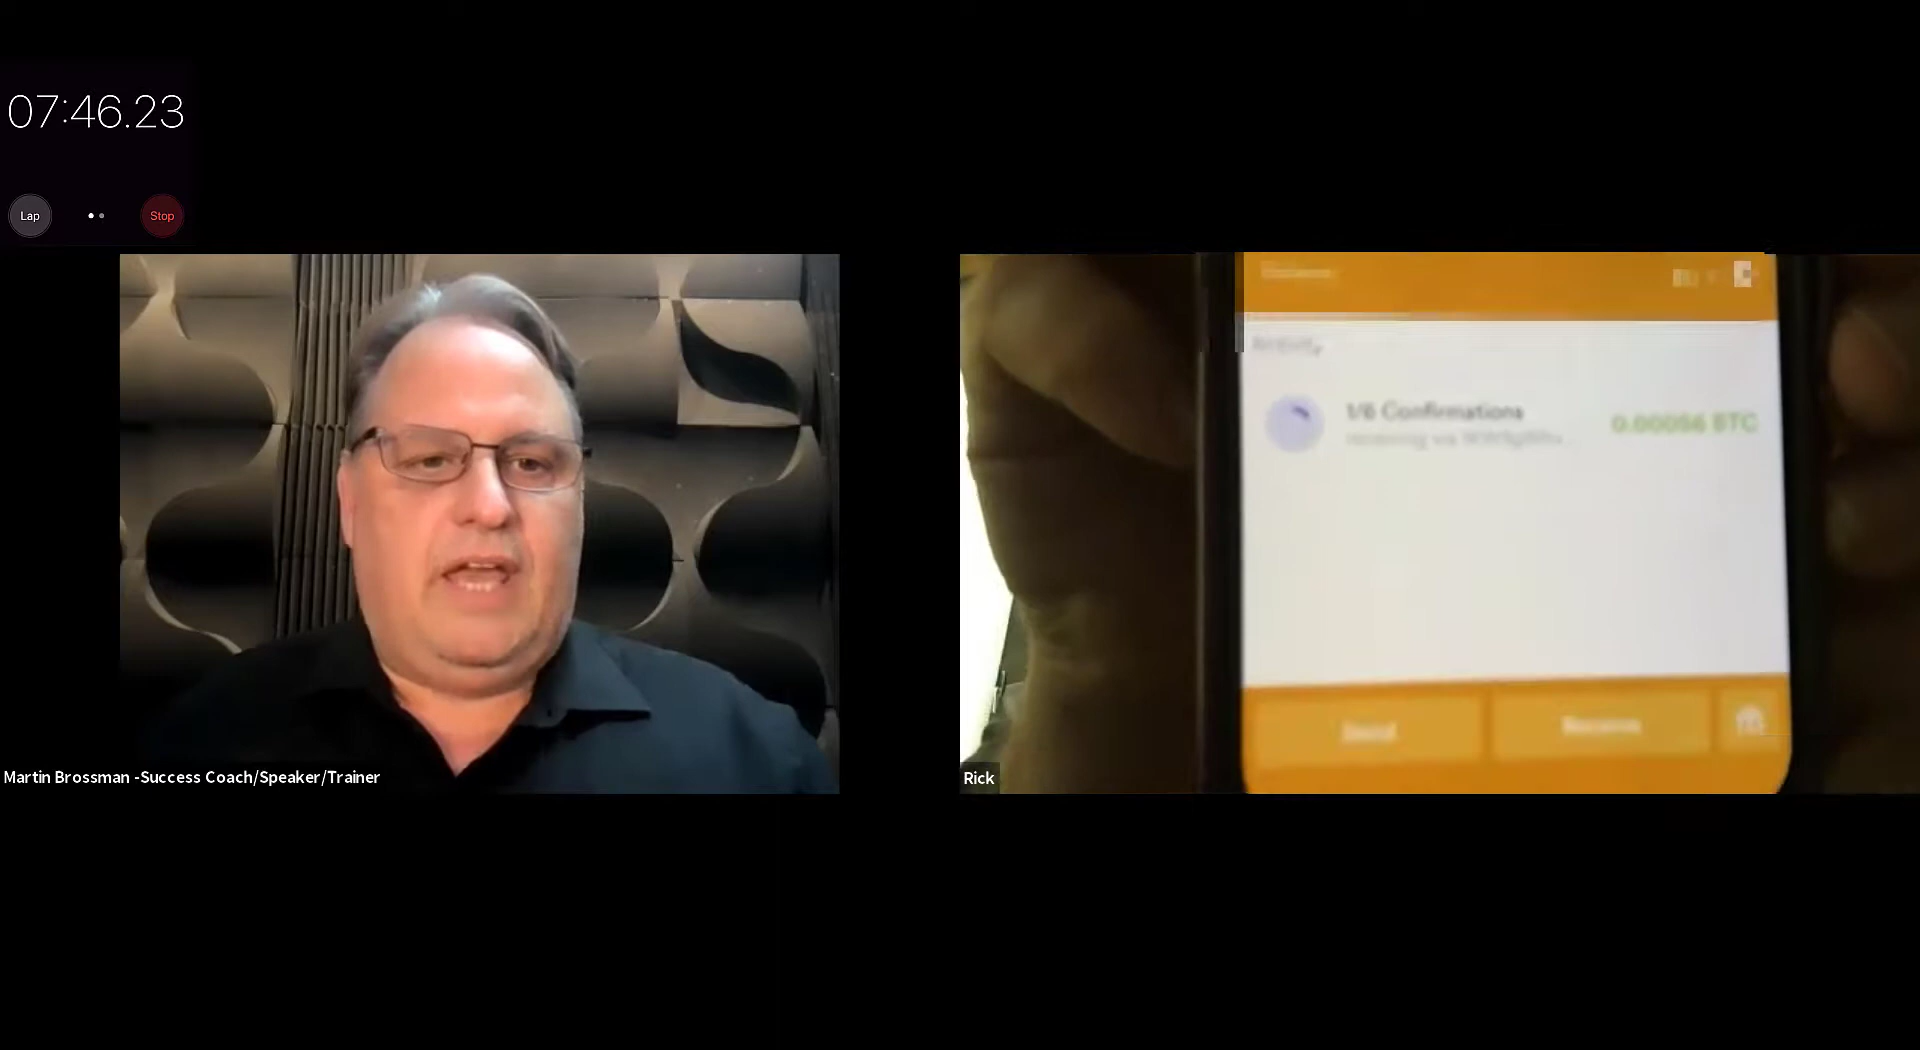 07:46.23
Lap
Stop
Martin Brossman -Success Coach/Speaker/Trainer
Rick
Activity
1/6 Confirmations
0.00056 BTC
Send
Receive